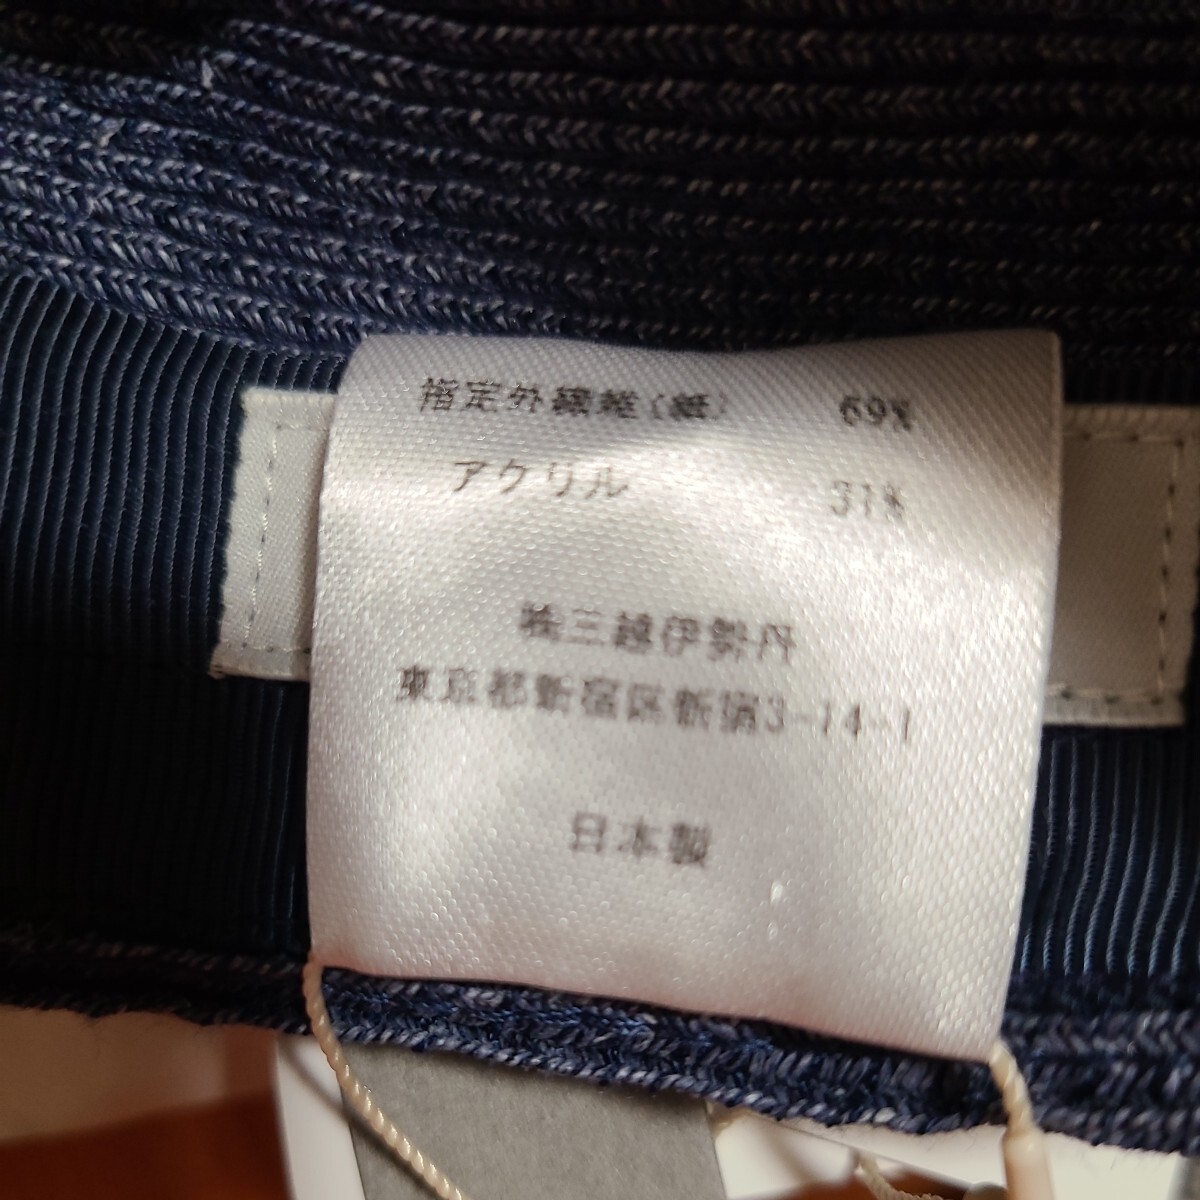 指定外繊維(紙) 69%
アクリル 31%
㈱三越伊勢丹
東京都新宿区新宿3-14-1
日本製